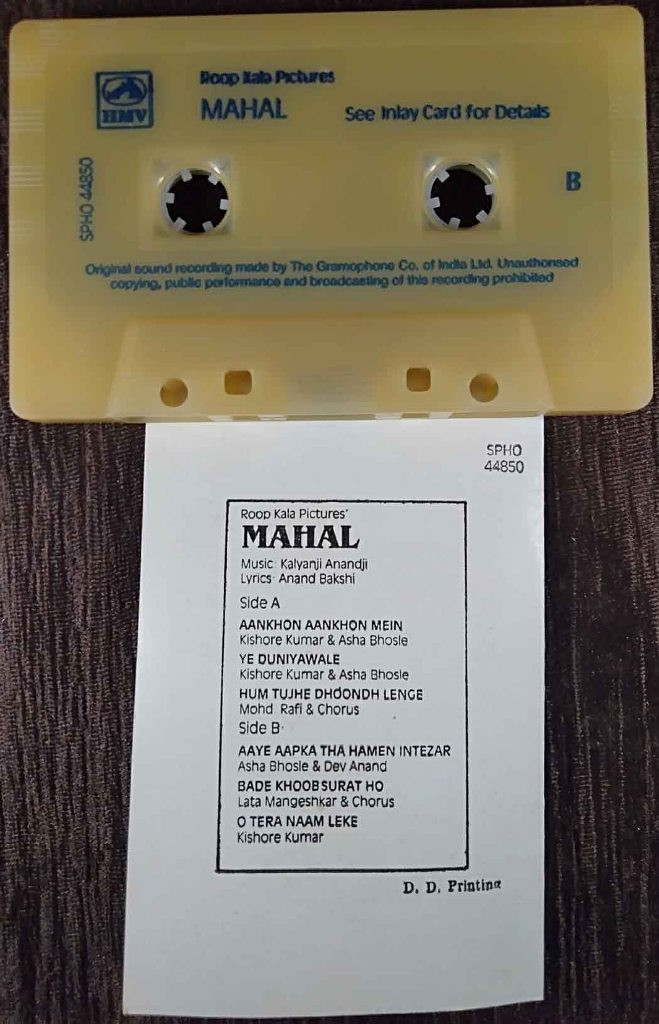 HMV
Roop Kala Pictures
MAHAL
See Inlay Card for Details
SPHO 44850
B
Original sound recording made by The Gramophone Co. of India Ltd. Unauthorised
copying, public performance and broadcasting of this recording prohibited
SPHO
44850
Roop Kala Pictures'
MAHAL
Music: Kalyanji Anandji
Lyrics: Anand Bakshi
Side A
AANKHON AANKHON MEIN
Kishore Kumar & Asha Bhosle
YE DUNIYAWALE
Kishore Kumar & Asha Bhosle
HUM TUJHE DHOONDH LENGE
Mohd. Rafi & Chorus
Side B
AAYE AAPKA THA HAMEN INTEZAR
Asha Bhosle & Dev Anand
BADE KHOOBSURAT HO
Lata Mangeshkar & Chorus
O TERA NAAM LEKE
Kishore Kumar
D. D. Printing